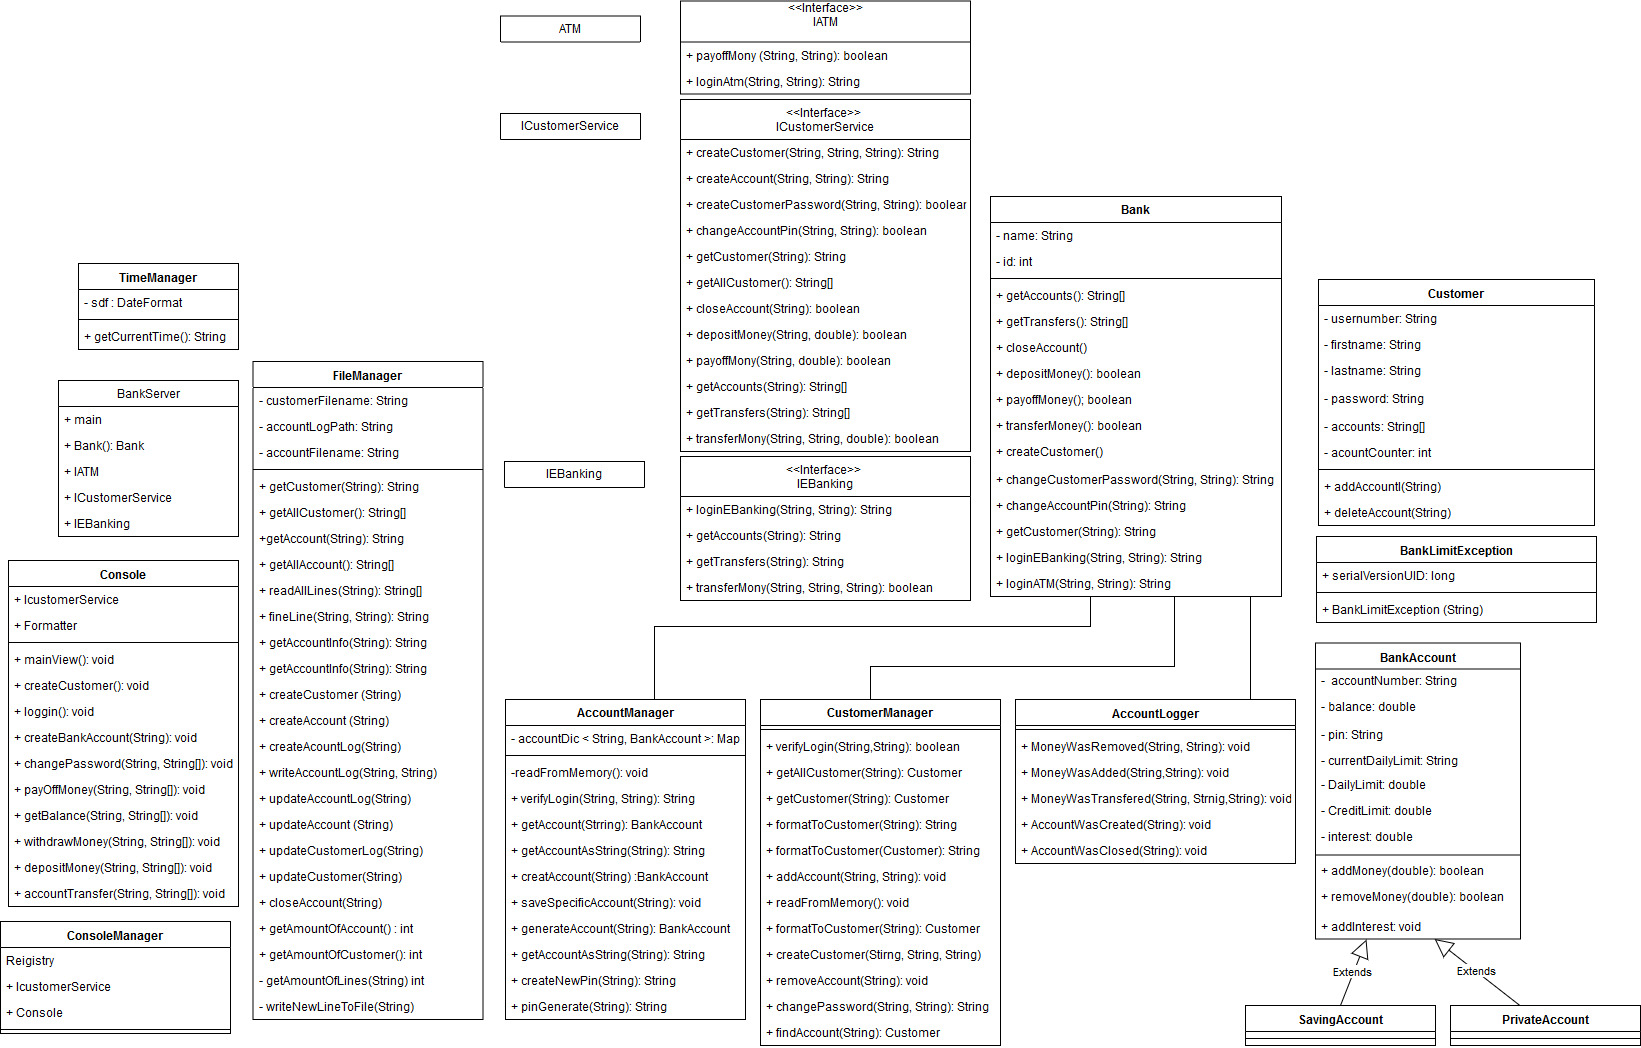 ATM
<<Interface>>
IATM
+ payoffMony (String, String): boolean
+ loginAtm(String, String): String
ICustomerService
<<Interface>>
ICustomerService
+ createCustomer(String, String, String): String
+ createAccount(String, String): String
+ createCustomerPassword(String, String): boolear
+ changeAccountPin(String, String): boolean
+ getCustomer(String): String
+ getAllCustomer(): String[]
+ closeAccount(String): boolean
+ depositMoney(String, double): boolean
+ payoffMony(String, double): boolean
+ getAccounts(String): String[]
+ getTransfers(String): String[]
+ transferMony(String, String, double): boolean
IEBanking
<<Interface>>
IEBanking
+ loginEBanking(String, String): String
+ getAccounts(String): String
+ getTransfers(String): String
+ transferMony(String, String, String): boolean
Bank
- name: String
- id: int
+ getAccounts(): String[]
+ getTransfers(): String[]
+ closeAccount()
+ depositMoney(): boolean
+ payoffMoney(); boolean
+ transferMoney(): boolean
+ createCustomer()
+ changeCustomerPassword(String, String): String
+ changeAccountPin(String): String
+ getCustomer(String): String
+ loginEBanking(String, String): String
+ loginATM(String, String): String
TimeManager
- sdf : DateFormat
+ getCurrentTime(): String
BankServer
+ main
+ Bank(): Bank
+ IATM
+ ICustomerService
+ IEBanking
Console
+ IcustomerService
+ Formatter
+ mainView(): void
+ createCustomer(): void
+ loggin(): void
+ createBankAccount(String): void
+ changePassword(String, String[]): void
+ payOffMoney(String, String[]): void
+ getBalance(String, String[]): void
+ withdrawMoney(String, String[]): void
+ depositMoney(String, String[]): void
+ accountTransfer(String, String[]): void
ConsoleManager
Reigistry
+ IcustomerService
+ Console
FileManager
- customerFilename: String
- accountLogPath: String
- accountFilename: String
+ getCustomer(String): String
+ getAllCustomer(): String[]
+getAccount(String): String
+ getAllAccount(): String[]
+ readAllLines(String): String[]
+ fineLine(String, String): String
+ getAccountInfo(String): String
+ getAccountInfo(String): String
+ createCustomer (String)
+ createAccount (String)
+ createAcountLog(String)
+ writeAccountLog(String, String)
+ updateAccountLog(String)
+ updateAccount (String)
+ updateCustomerLog(String)
+ updateCustomer(String)
+ closeAccount(String)
+ getAmountOfAccount() : int
+ getAmountOfCustomer(): int
- getAmountOfLines(String) int
- writeNewLineToFile(String)
AccountManager
- accountDic < String, BankAccount >: Map
-readFromMemory(): void
+ verifyLogin(String, String): String
+ getAccount(String): BankAccount
+ getAccountAsString(String): String
+ creatAccount(String) :BankAccount
+ saveSpecificAccount(String): void
+ generateAccount(String): BankAccount
+ getAccountAsString(String): String
+ createNewPin(String): String
+ pinGenerate(String): String
CustomerManager
+ verifyLogin(String,String): boolean
+ getAllCustomer(String): Customer
+ getCustomer(String): Customer
+ formatToCustomer(String): String
+ formatToCustomer(Customer): String
+ addAccount(String, String): void
+ readFromMemory(): void
+ formatToCustomer(String): Customer
+ createCustomer(Stirng, String, String)
+ removeAccount(String): void
+ changePassword(String, String): String
+ findAccount(String): Customer
AccountLogger
+ MoneyWasRemoved(String, String): void
+ MoneyWasAdded(String,String): void
+ MoneyWasTransfered(String, Strnig,String): void
+ AccountWasCreated(String): void
+ AccountWasClosed(String): void
Customer
- usernumber: String
- firstname: String
- lastname: String
- password: String
- accounts: String[]
- acountCounter: int
+ addAccountl(String)
+ deleteAccount(String)
BankLimitException
+ serialVersionUID: long
+ BankLimitException (String)
BankAccount
- accountNumber: String
- balance: double
- pin: String
- currentDailyLimit: String
- DailyLimit: double
- CreditLimit: double
- interest: double
+ addMoney(double): boolean
+ removeMoney(double): boolean
+ addInterest: void
Extends
Extends
SavingAccount
PrivateAccount